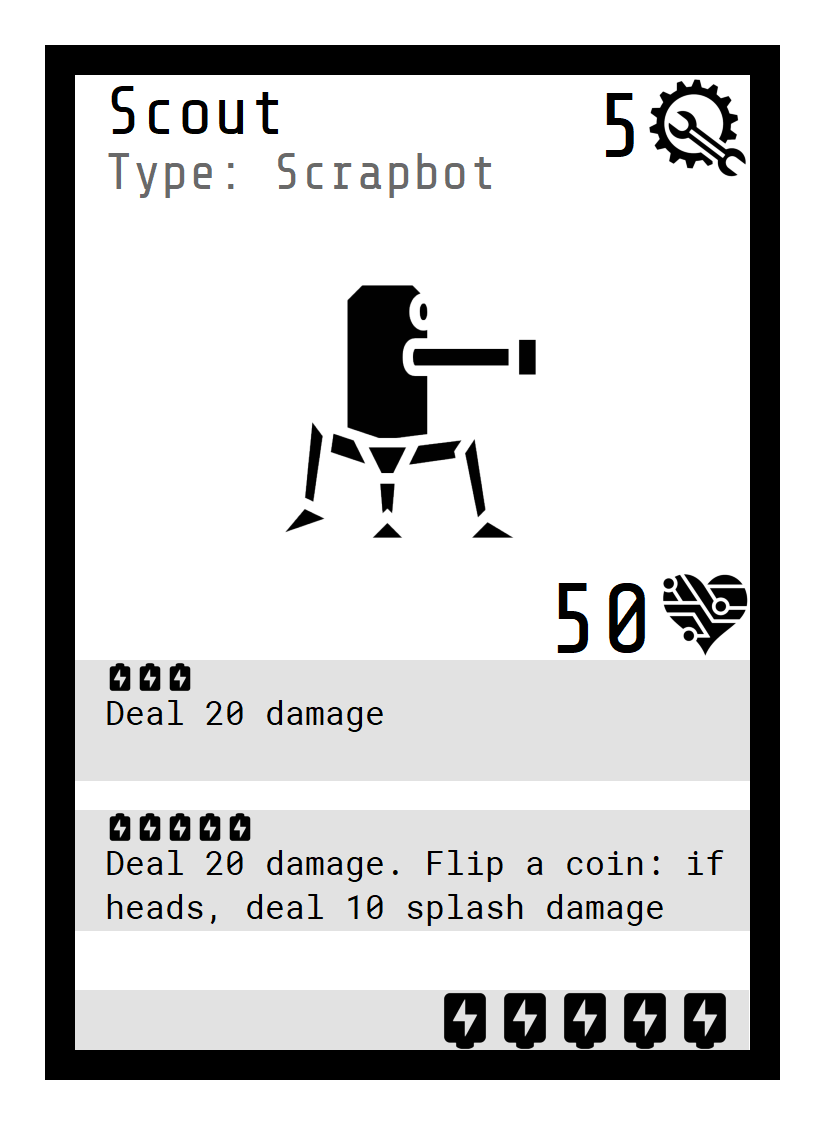 Scout
5
Type: Scrapbot
50
Deal 20 damage
Deal 20 damage. Flip a coin: if
heads, deal 10 splash damage